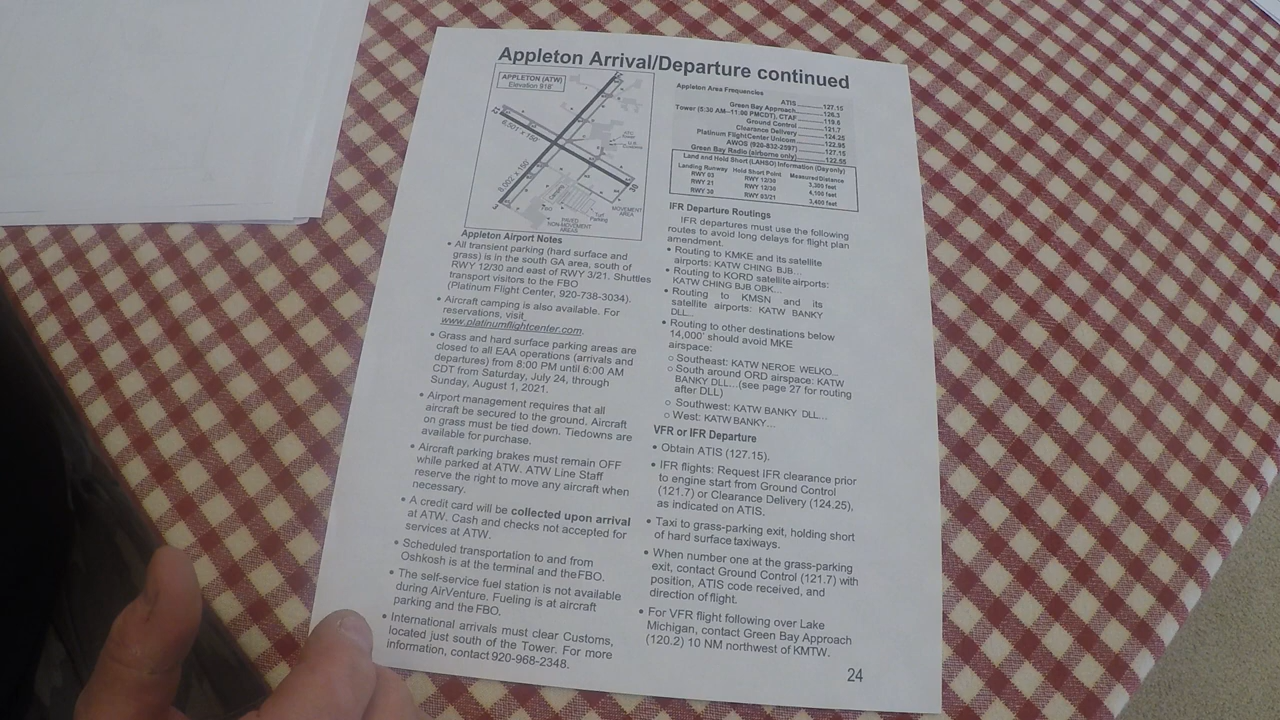 Appleton Arrival/Departure continued
APPLETON (ATW)
Elevation 918'
6,501' x 150'
8,002' x 150'
30
MOVEMENT
AREA
PAVED
NON-MOVEMENT
AREAS
Appleton Airport Notes
• All transient parking (hard surface and
grass) is in the south GA area, south of
RWY 12/30 and east of RWY 3/21. Shuttles
transport visitors to the FBO
(Platinum Flight Center, 920-738-3034).
• Aircraft camping is also available. For
reservations, visit
www.platinumflightcenter.com.
• Grass and hard surface parking areas are
closed to all EAA operations (arrivals and
departures) from 8:00 PM until 6:00 AM
CDT from Saturday, July 24, through
Sunday, August 1, 2021.
• Airport management requires that all
aircraft be secured to the ground. Aircraft
on grass must be tied down. Tiedowns are
available for purchase.
• Aircraft parking brakes must remain OFF
while parked at ATW. ATW Line Staff
reserve the right to move any aircraft when
necessary.
• A credit card will be collected upon arrival
at ATW. Cash and checks not accepted for
services at ATW.
• Scheduled transportation to and from
Oshkosh is at the terminal and the FBO.
• The self-service fuel station is not available
during AirVenture. Fueling is at aircraft
parking and the FBO.
• International arrivals must clear Customs,
located just south of the Tower. For more
information, contact 920-968-2348.
Appleton Area Frequencies
ATIS 127.15
Green Bay Approach 126.3
Tower (5:30 AM–11:00 PM CDT), CTAF 119.6
Ground Control 121.7
Clearance Delivery 124.25
Platinum FlightCenter Unicom 122.95
AWOS (920-832-2597) 127.15
Green Bay Radio (airborne only) 122.55
Land and Hold Short (LAHSO) Information (Day only)
Landing Runway Hold Short Point Measured Distance
RWY 03 RWY 12/30 3,300 feet
RWY 21 RWY 12/30 4,100 feet
RWY 30 RWY 03/21 3,400 feet
IFR Departure Routings
IFR departures must use the following
routes to avoid long delays for flight plan
amendment.
• Routing to KMKE and its satellite
airports: KATW CHING BJB...
• Routing to KORD satellite airports:
KATW CHING BJB OBK...
• Routing to KMSN and its
satellite airports: KATW BANKY
DLL...
• Routing to other destinations below
14,000' should avoid MKE
airspace:
○ Southeast: KATW NEROE WELKO...
○ South around ORD airspace: KATW
BANKY DLL...(see page 27 for routing
after DLL)
○ Southwest: KATW BANKY DLL...
○ West: KATW BANKY...
VFR or IFR Departure
• Obtain ATIS (127.15).
• IFR flights: Request IFR clearance prior
to engine start from Ground Control
(121.7) or Clearance Delivery (124.25),
as indicated on ATIS.
• Taxi to grass-parking exit, holding short
of hard surface taxiways.
• When number one at the grass-parking
exit, contact Ground Control (121.7) with
position, ATIS code received, and
direction of flight.
• For VFR flight following over Lake
Michigan, contact Green Bay Approach
(120.2) 10 NM northwest of KMTW.
24